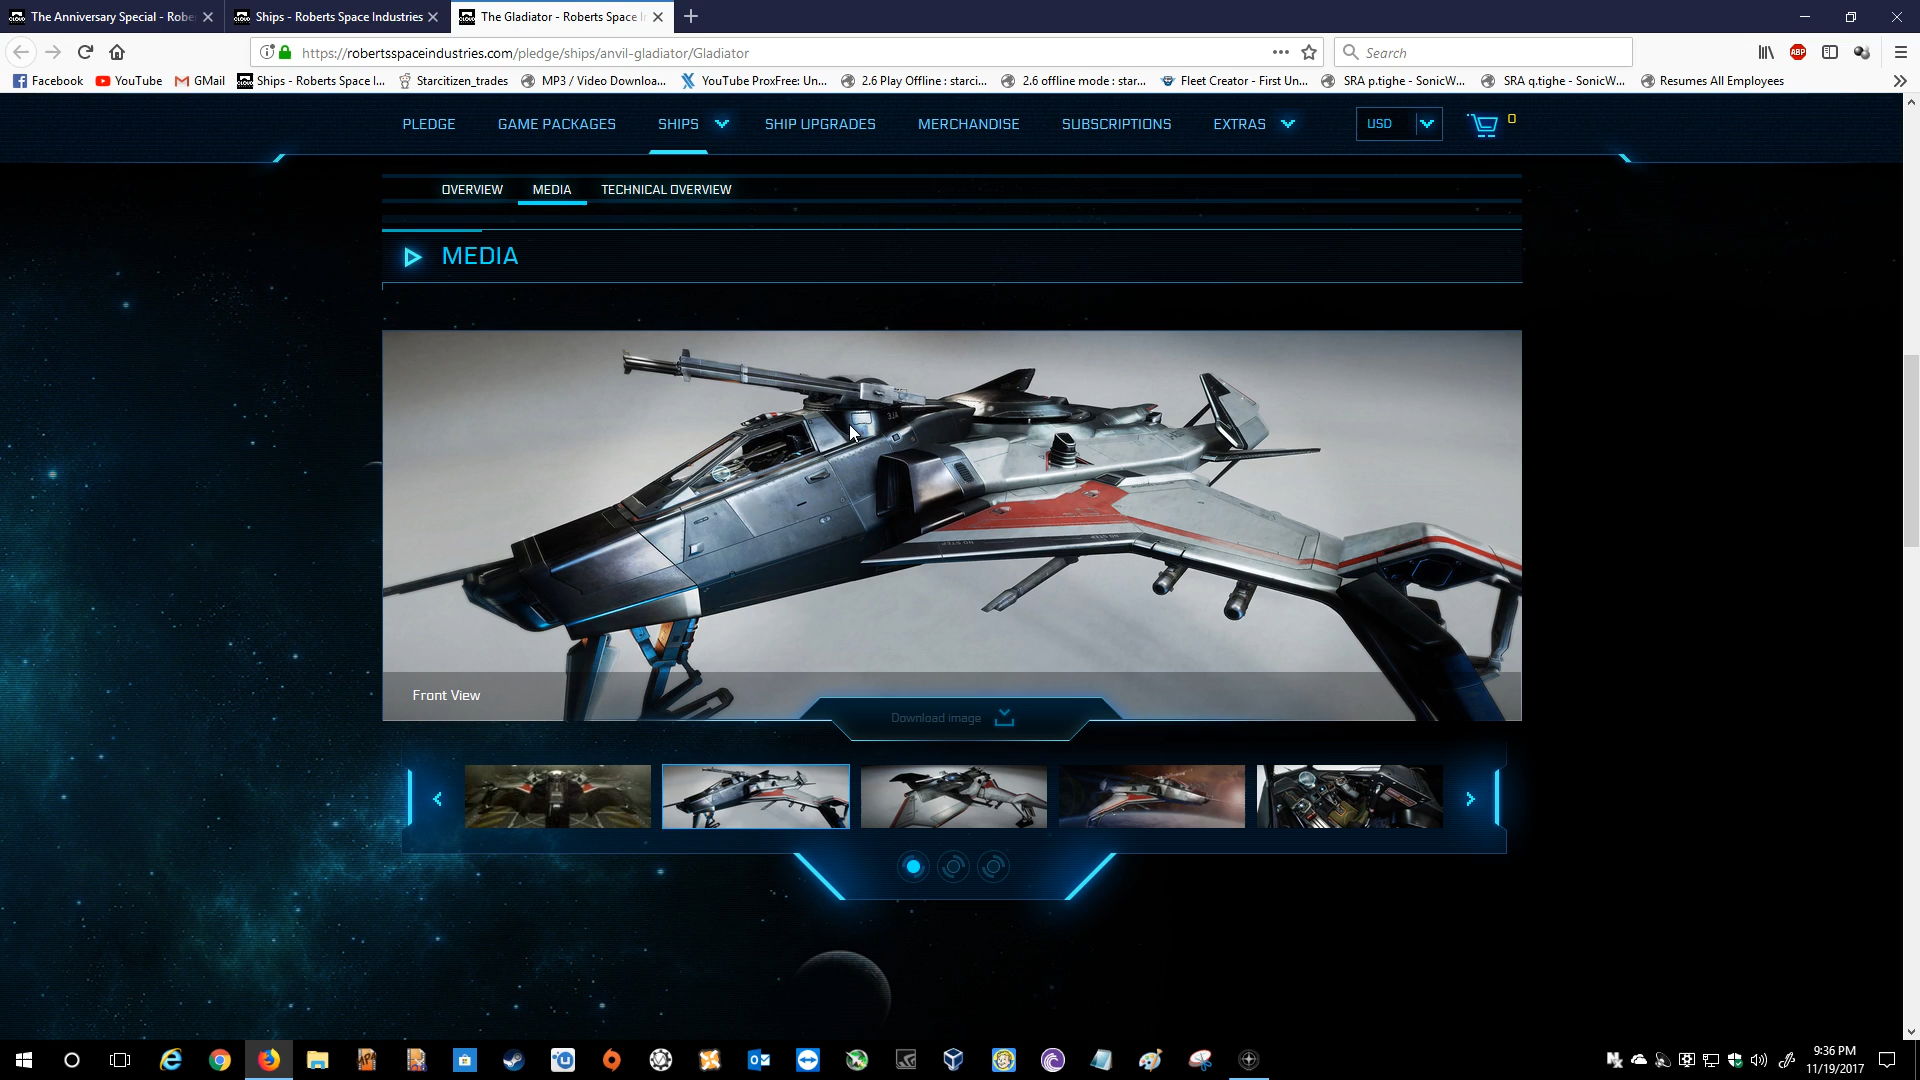 The Anniversary Special - Robe
Ships - Roberts Space Industries
The Gladiator - Roberts Space I
https://robertsspaceindustries.com/pledge/ships/anvil-gladiator/Gladiator
Search
Facebook
YouTube
GMail
Ships - Roberts Space I...
Starcitizen_trades
MP3 / Video Downloa...
YouTube ProxFree: Un...
2.6 Play Offline : starci...
2.6 offline mode : star...
Fleet Creator - First Un...
SRA p.tighe - SonicW...
SRA q.tighe - SonicW...
Resumes All Employees
PLEDGE
GAME PACKAGES
SHIPS
SHIP UPGRADES
MERCHANDISE
SUBSCRIPTIONS
EXTRAS
USD
0
OVERVIEW
MEDIA
TECHNICAL OVERVIEW
MEDIA
Front View
Download image
9:36 PM
11/19/2017